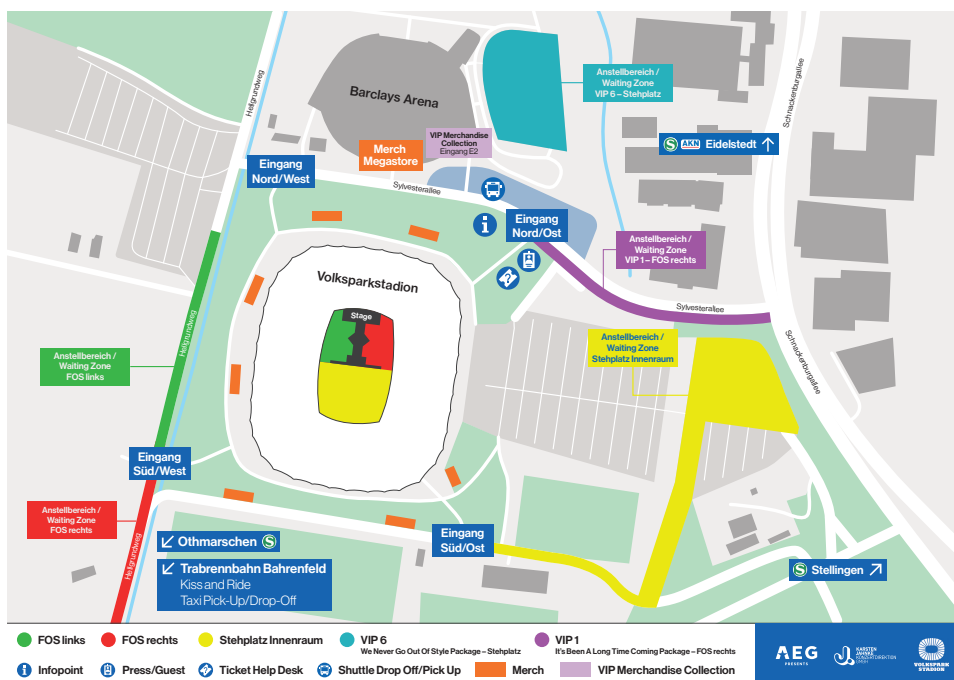 Hellgrundweg
Barclays Arena
Anstellbereich /
Waiting Zone
VIP 6 – Stehplatz
Schnackenburgallee
VIP Merchandise
Collection
Eingang E2
Merch
Megastore
S AKN Eidelstedt ↑
Eingang
Nord/West
Sylvesterallee
Eingang
Nord/Ost
Anstellbereich /
Waiting Zone
VIP 1 – FOS rechts
Volksparkstadion
Stage
Sylvesterallee
Hellgrundweg
Anstellbereich /
Waiting Zone
FOS links
Anstellbereich /
Waiting Zone
Stehplatz Innenraum
Schnackenburgallee
Eingang
Süd/West
Anstellbereich /
Waiting Zone
FOS rechts
Hellgrundweg
↙ Othmarschen S
↙ Trabrennbahn Bahrenfeld
Kiss and Ride
Taxi Pick-Up/Drop-Off
Eingang
Süd/Ost
S Stellingen ↗
FOS links
FOS rechts
Stehplatz Innenraum
VIP 6
We Never Go Out Of Style Package – Stehplatz
VIP 1
It's Been A Long Time Coming Package – FOS rechts
Infopoint
Press/Guest
Ticket Help Desk
Shuttle Drop Off/Pick Up
Merch
VIP Merchandise Collection
AEG
PRESENTS
KARSTEN
JAHNKE
KONZERTDIREKTION
GMBH
VOLKSPARK
STADION